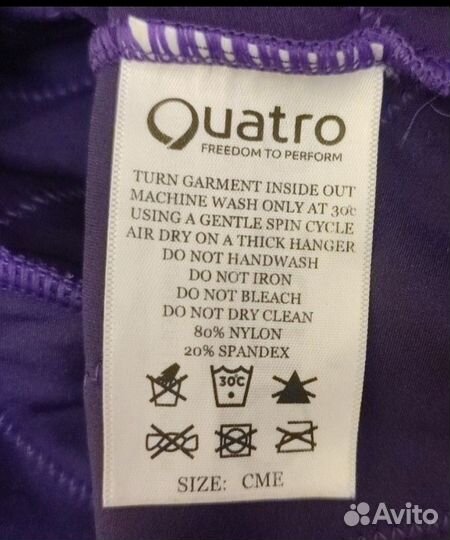 Quatro
FREEDOM TO PERFORM
TURN GARMENT INSIDE OUT
MACHINE WASH ONLY AT 30c
USING A GENTLE SPIN CYCLE
AIR DRY ON A THICK HANGER
DO NOT HANDWASH
DO NOT IRON
DO NOT BLEACH
DO NOT DRY CLEAN
80% NYLON
20% SPANDEX
30°C
SIZE: CME
Avito